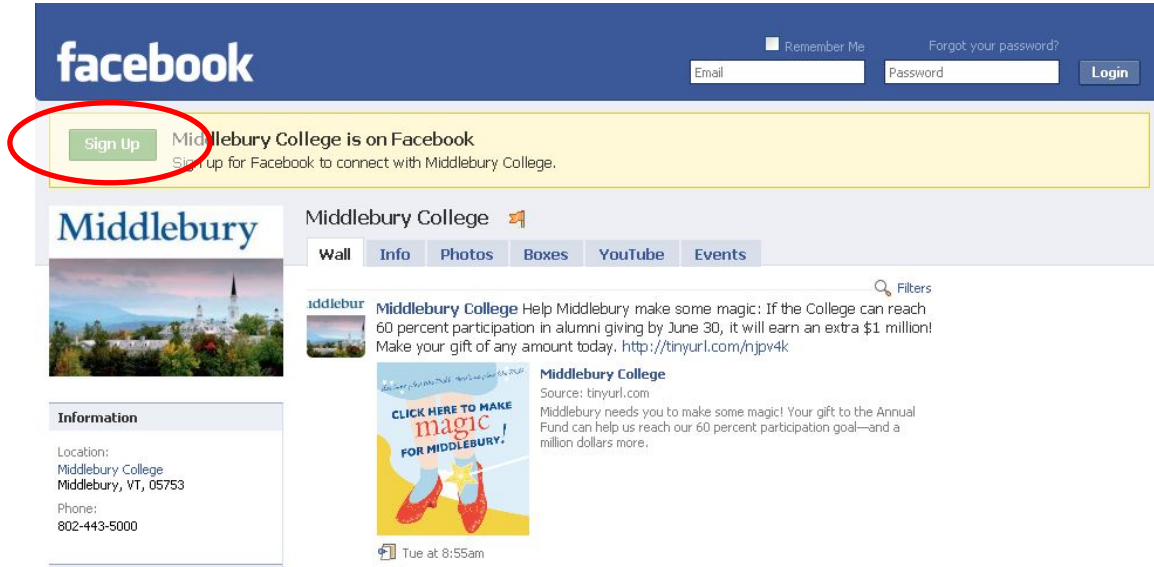 facebook
Remember Me
Forgot your password?
Email
Password
Login
Sign Up
Middlebury College is on Facebook
Sign up for Facebook to connect with Middlebury College.
Middlebury
Middlebury College
Wall Info Photos Boxes YouTube Events
Filters
Middlebury College Help Middlebury make some magic: If the College can reach
60 percent participation in alumni giving by June 30, it will earn an extra $1 million!
Make your gift of any amount today. http://tinyurl.com/njpv4k
CLICK HERE TO MAKE
magic
FOR MIDDLEBURY!
Middlebury College
Source: tinyurl.com
Middlebury needs you to make some magic! Your gift to the Annual
Fund can help us reach our 60 percent participation goal—and a
million dollars more.
Tue at 8:55am
Information
Location:
Middlebury College
Middlebury, VT, 05753
Phone:
802-443-5000